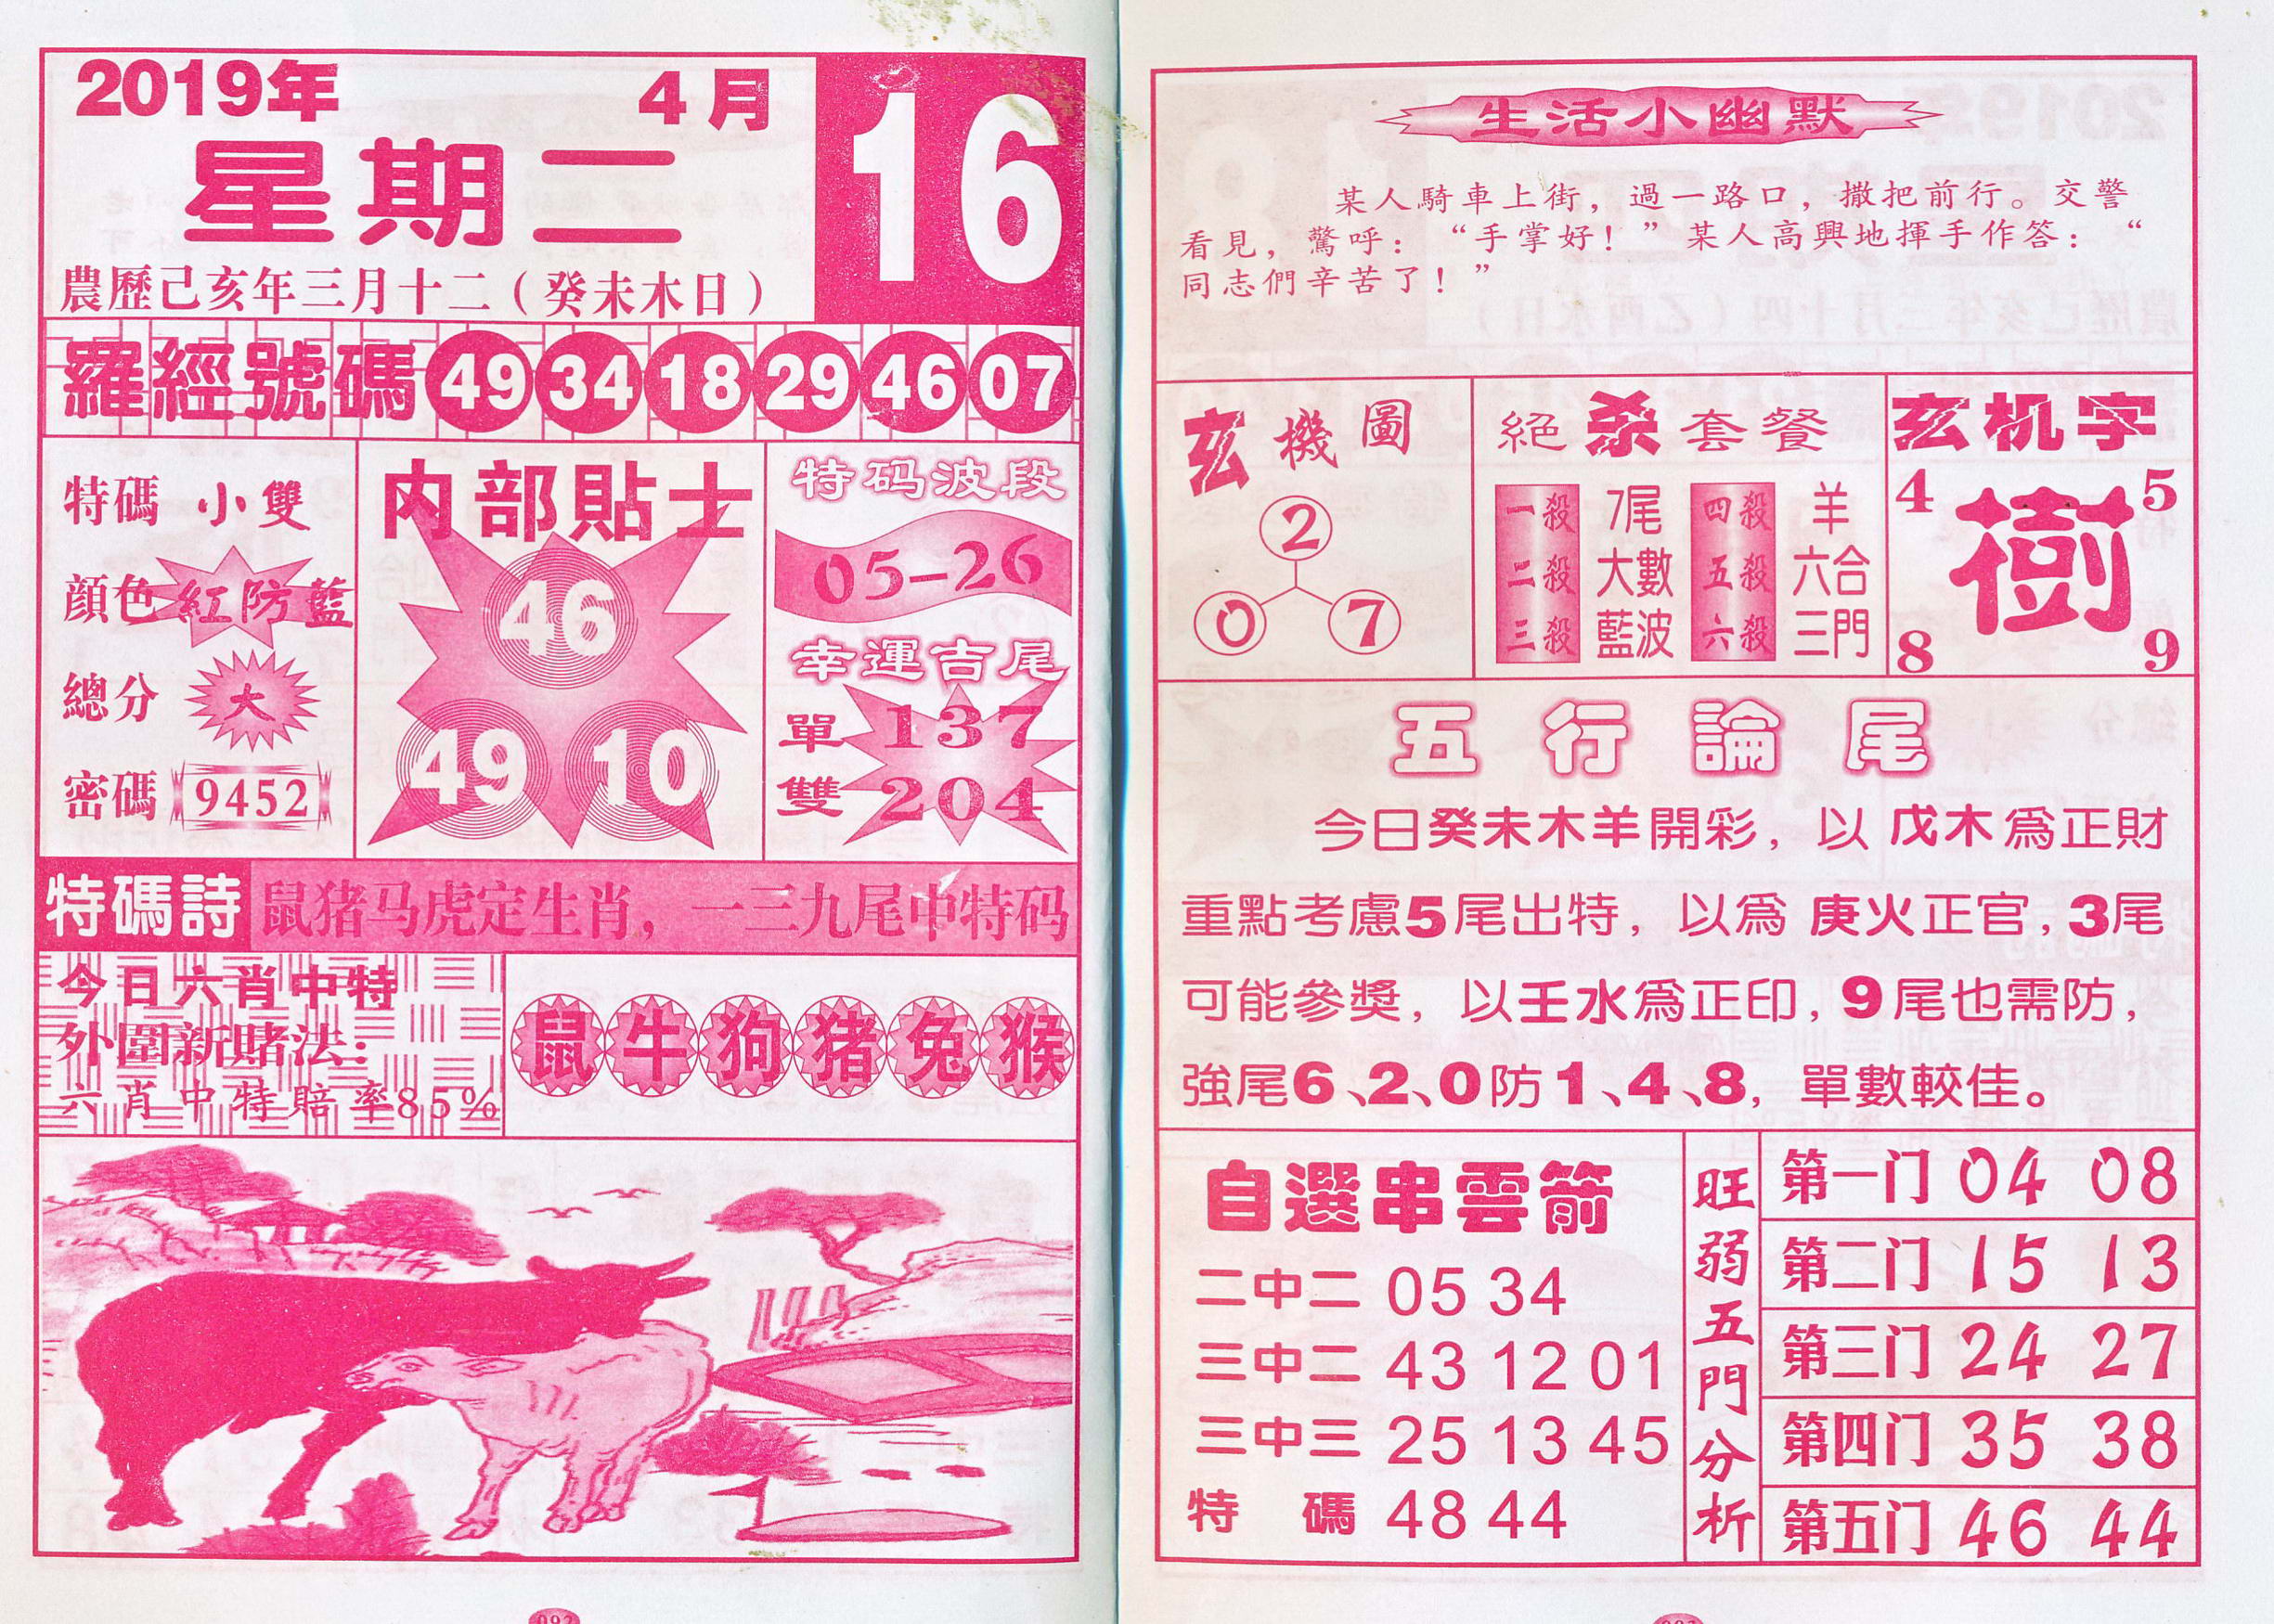 2019年 4月 16
星期二
農歷己亥年三月十二（癸未木日）
羅經號碼 49 34 18 29 46 07
特碼 小雙
顔色 紅防藍
總分 大
密碼 9452
内部貼士
46
49 10
特码波段
05-26
幸運吉尾
單 137
雙 204
特碼詩 鼠猪马虎定生肖，一三九尾中特码
今日六肖中特
外圍新賭法：
六肖中特賠率85%
鼠 牛 狗 猪 兔 猴
092
生活小幽默
某人騎車上街，過一路口，撒把前行。交警
看見，驚呼：“手掌好！”某人高興地揮手作答：“
同志們辛苦了！”
玄機圖
2
0 7
絕杀套餐
一殺 7尾 四殺 羊
二殺 大數 五殺 六合
三殺 藍波 六殺 三門
玄机字
4 5
樹
8 9
五行論尾
今日癸未木羊開彩，以戊木爲正財
重點考慮5尾出特，以爲庚火正官，3尾
可能參獎，以壬水爲正印，9尾也需防，
強尾6、2、0防1、4、8，單數較佳。
自選串雲箭
二中二 05 34
三中二 43 12 01
三中三 25 13 45
特碼 48 44
旺弱五門分析
第一门 04 08
第二门 15 13
第三门 24 27
第四门 35 38
第五门 46 44